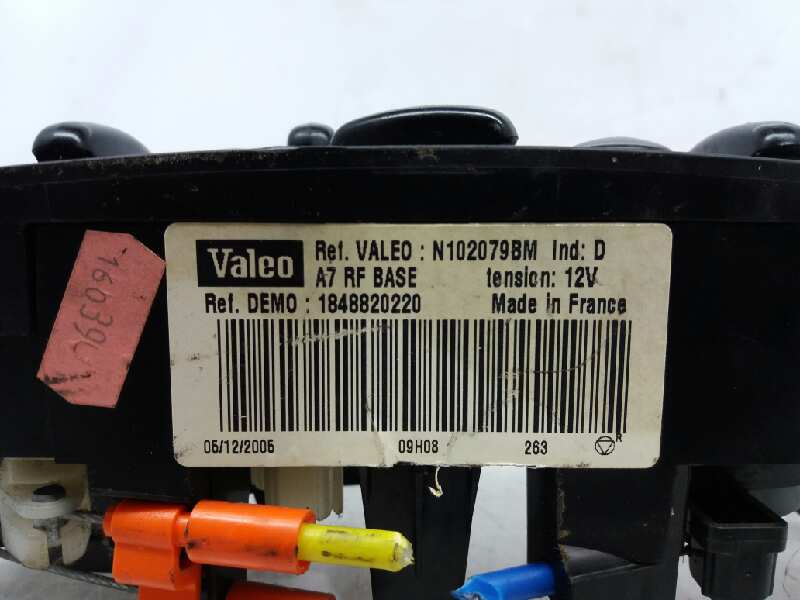 Valeo
Ref. VALEO : N102079BM Ind: D
A7 RF BASE tension: 12V
Ref. DEMO : 1848820220 Made in France
05/12/2005 09H08 263 R